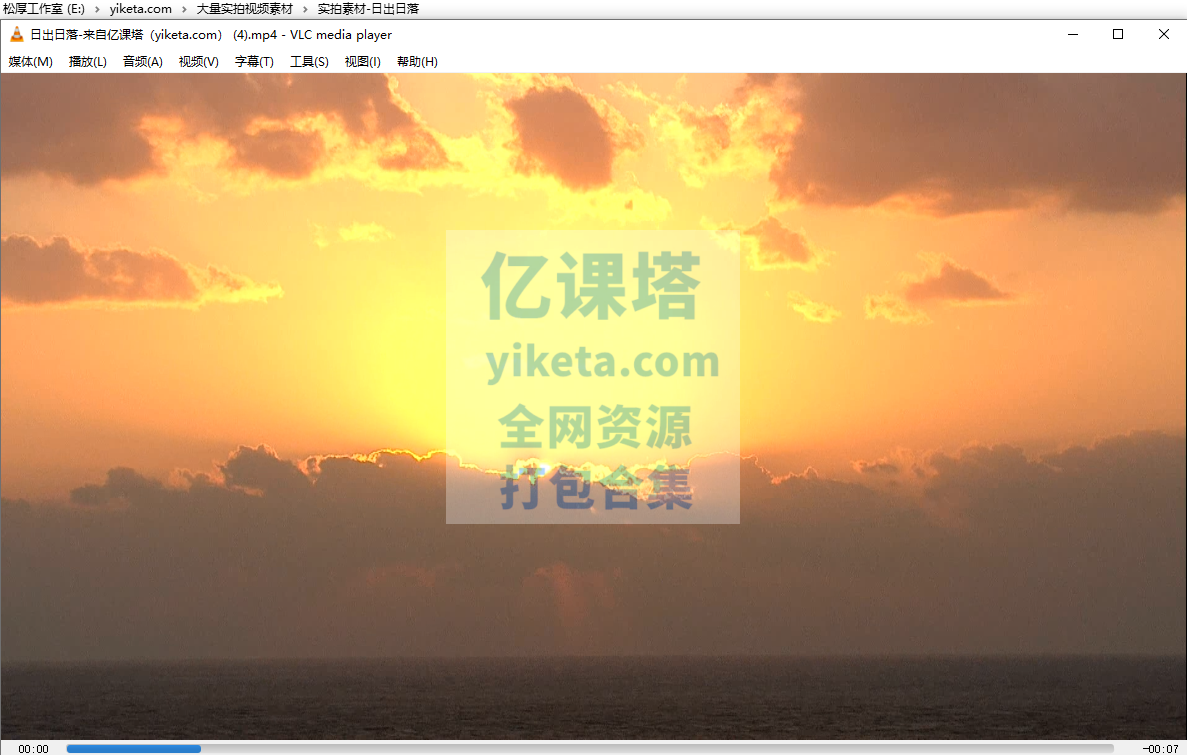 松厚工作室 (E:) › yiketa.com › 大量实拍视频素材 › 实拍素材-日出日落
日出日落-来自亿课塔（yiketa.com） (4).mp4 - VLC media player
媒体(M) 播放(L) 音频(A) 视频(V) 字幕(T) 工具(S) 视图(I) 帮助(H)
亿课塔
yiketa.com
全网资源
打包合集
00:00 -00:07